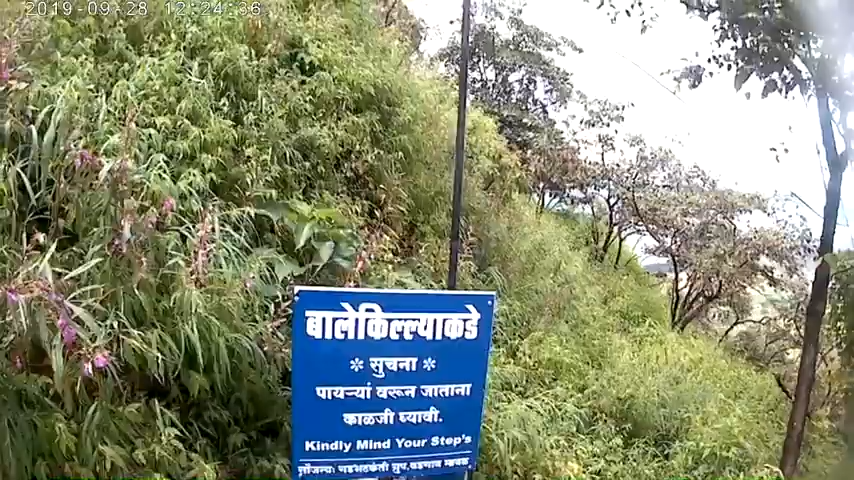 2019-09-28 12:24:36
बालेकिल्ल्याकडे
* सुचना *
पायऱ्यां वरून जाताना
काळजी घ्यावी.
Kindly Mind Your Step's